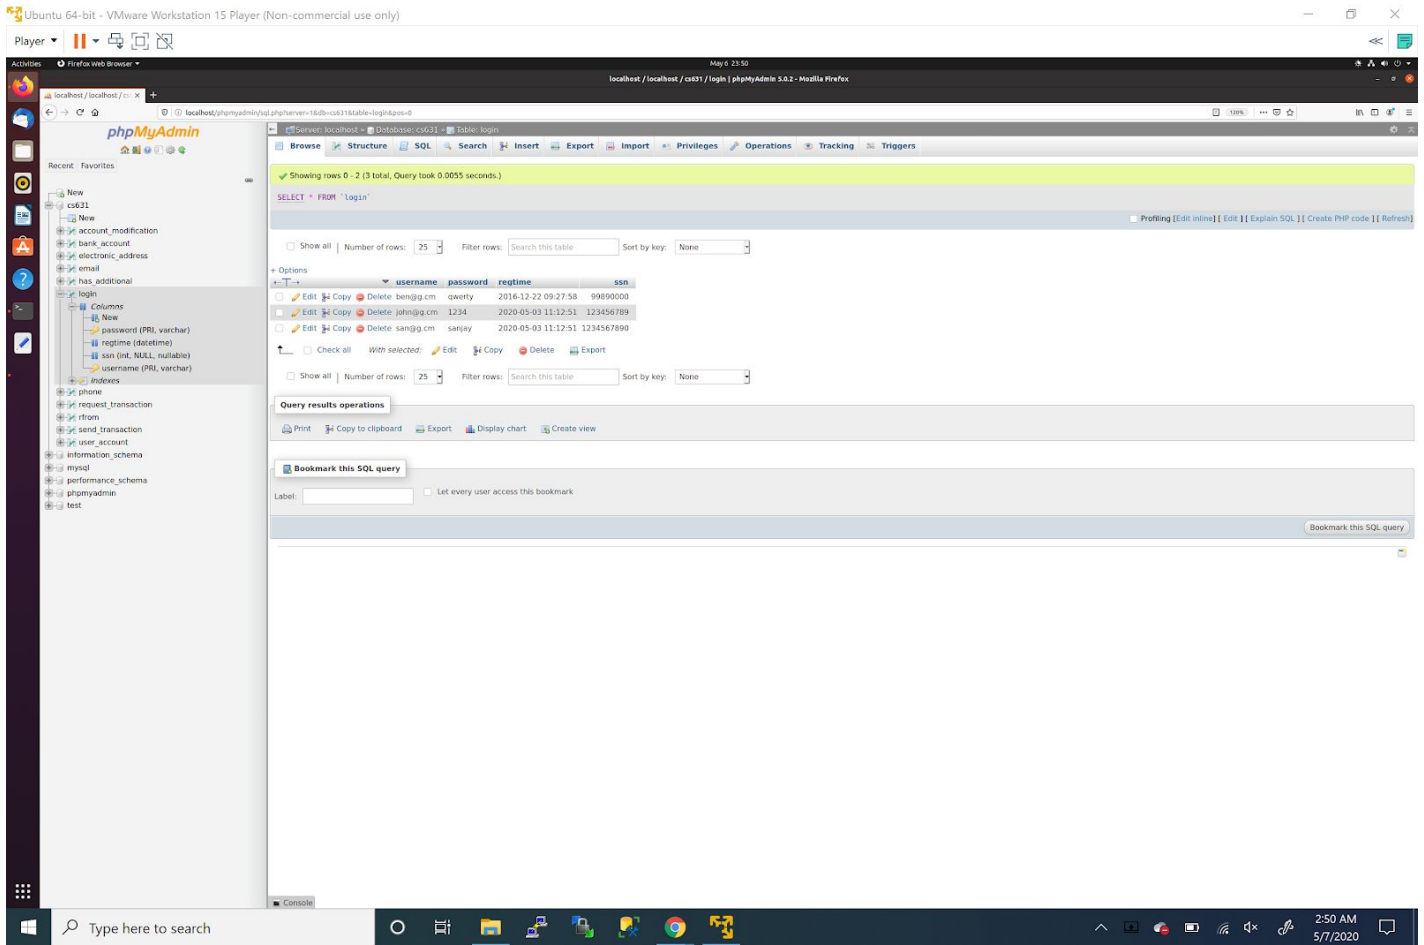 Ubuntu 64-bit - VMware Workstation 15 Player (Non-commercial use only)
Player
Activities Firefox Web Browser May 6 23:50
localhost / localhost / cs631 / login | phpMyAdmin 5.0.2 - Mozilla Firefox
localhost / localhost / cs
localhost/phpmyadmin/sql.php?server=1&db=cs631&table=login&pos=0 120%
phpMyAdmin
Recent Favorites
New
cs631
New
account_modification
bank_account
electronic_address
email
has_additional
login
Columns
New
password (PRI, varchar)
regtime (datetime)
ssn (int, NULL, nullable)
username (PRI, varchar)
Indexes
phone
request_transaction
rfrom
send_transaction
user_account
information_schema
mysql
performance_schema
phpmyadmin
test
Server: localhost » Database: cs631 » Table: login
Browse Structure SQL Search Insert Export Import Privileges Operations Tracking Triggers
Showing rows 0 - 2 (3 total, Query took 0.0055 seconds.)
SELECT * FROM `login`
Profiling [Edit inline] [ Edit ] [ Explain SQL ] [ Create PHP code ] [ Refresh]
Show all | Number of rows: 25 Filter rows: Search this table Sort by key: None
+ Options
←T→ username password regtime ssn
Edit Copy Delete ben@g.cm qwerty 2016-12-22 09:27:58 99890000
Edit Copy Delete john@g.cm 1234 2020-05-03 11:12:51 123456789
Edit Copy Delete san@g.cm sanjay 2020-05-03 11:12:51 1234567890
Check all With selected: Edit Copy Delete Export
Show all | Number of rows: 25 Filter rows: Search this table Sort by key: None
Query results operations
Print Copy to clipboard Export Display chart Create view
Bookmark this SQL query
Label: Let every user access this bookmark
Bookmark this SQL query
Console
Type here to search
2:50 AM
5/7/2020